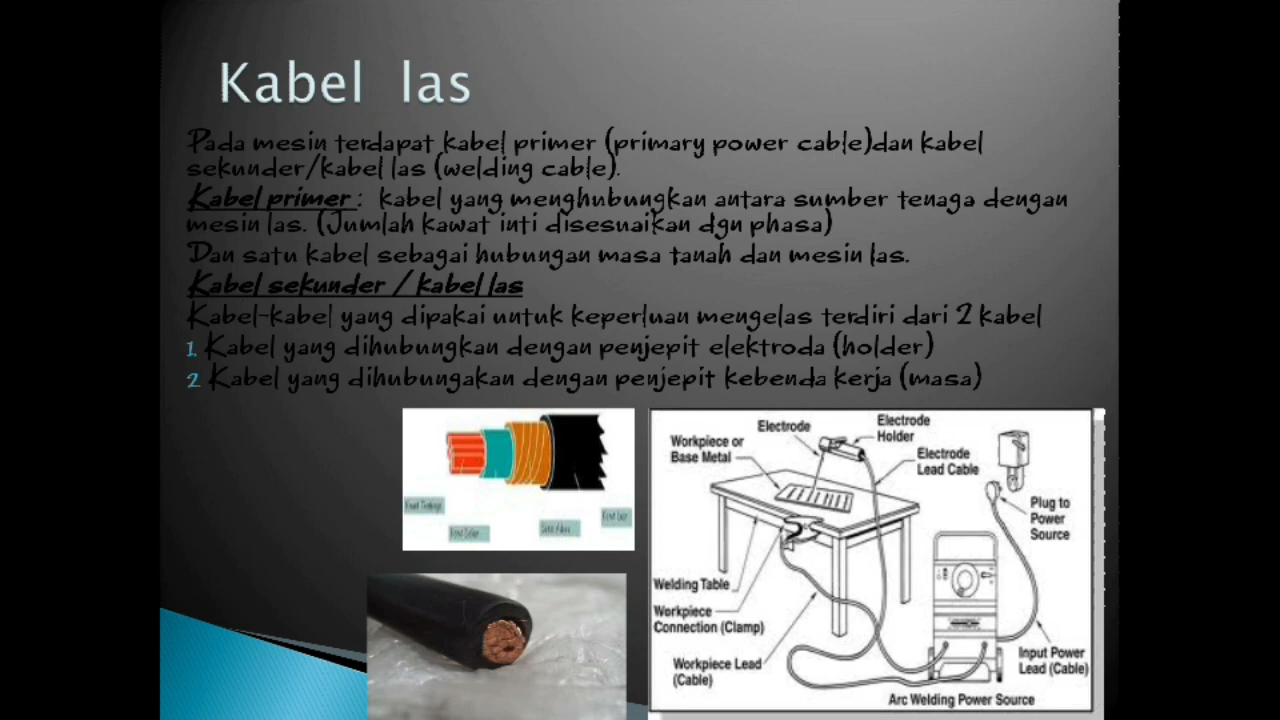 Kabel las
Pada mesin terdapat kabel primer (primary power cable)dan kabel
sekunder/kabel las (welding cable).
Kabel primer : kabel yang menghubungkan antara sumber tenaga dengan
mesin las. (Jumlah kawat inti disesuaikan dgn phasa)
Dan satu kabel sebagai hubungan masa tanah dan mesin las.
Kabel sekunder / kabel las
Kabel-kabel yang dipakai untuk keperluan mengelas terdiri dari 2 kabel
1. Kabel yang dihubungkan dengan penjepit elektroda (holder)
2. Kabel yang dihubungakan dengan penjepit kebenda kerja (masa)
Electrode
Electrode
Holder
Workpiece or
Base Metal
Electrode
Lead Cable
Plug to
Power
Source
Welding Table
Workpiece
Connection (Clamp)
Workpiece Lead
(Cable)
Input Power
Lead (Cable)
Arc Welding Power Source